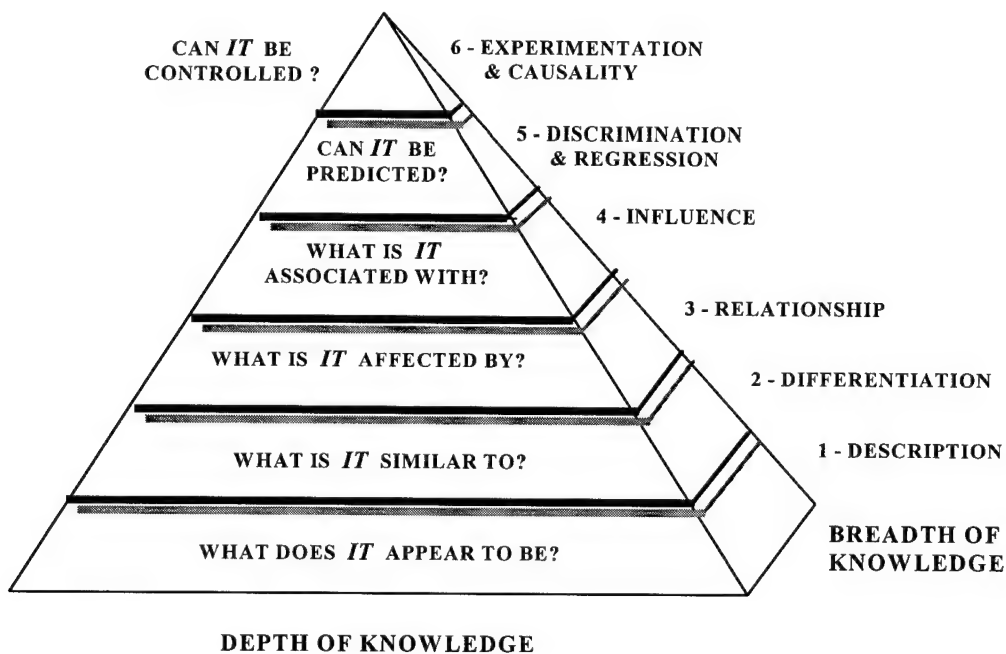 CAN IT BE
CONTROLLED ?
6 - EXPERIMENTATION
& CAUSALITY
CAN IT BE
PREDICTED?
5 - DISCRIMINATION
& REGRESSION
WHAT IS IT
ASSOCIATED WITH?
4 - INFLUENCE
WHAT IS IT AFFECTED BY?
3 - RELATIONSHIP
WHAT IS IT SIMILAR TO?
2 - DIFFERENTIATION
WHAT DOES IT APPEAR TO BE?
1 - DESCRIPTION
BREADTH OF
KNOWLEDGE
DEPTH OF KNOWLEDGE